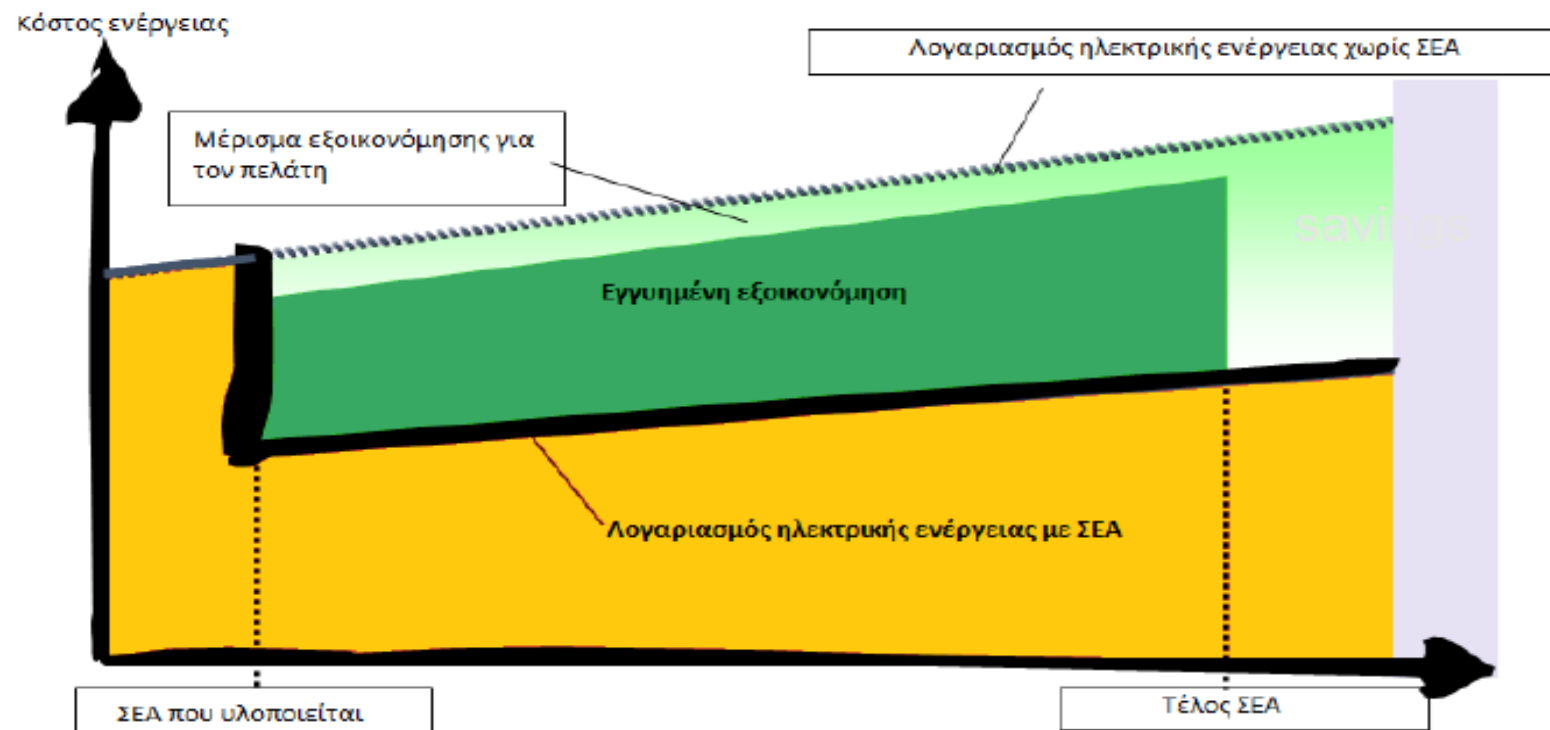 κόστος ενέργειας
Λογαριασμός ηλεκτρικής ενέργειας χωρίς ΣΕΑ
Μέρισμα εξοικονόμησης για
τον πελάτη
savings
Εγγυημένη εξοικονόμηση
Λογαριασμός ηλεκτρικής ενέργειας με ΣΕΑ
ΣΕΑ που υλοποιείται
Τέλος ΣΕΑ